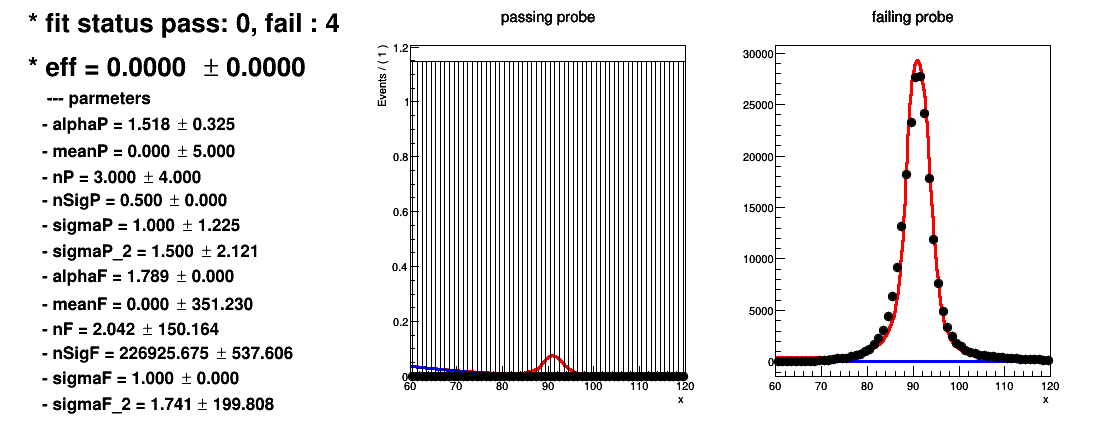 * fit status pass: 0, fail : 4
* eff = 0.0000 ± 0.0000
--- parmeters
- alphaP = 1.518 ± 0.325
- meanP = 0.000 ± 5.000
- nP = 3.000 ± 4.000
- nSigP = 0.500 ± 0.000
- sigmaP = 1.000 ± 1.225
- sigmaP_2 = 1.500 ± 2.121
- alphaF = 1.789 ± 0.000
- meanF = 0.000 ± 351.230
- nF = 2.042 ± 150.164
- nSigF = 226925.675 ± 537.606
- sigmaF = 1.000 ± 0.000
- sigmaF_2 = 1.741 ± 199.808
passing probe
Events / ( 1 )
1.2
1
0.8
0.6
0.4
0.2
0
60 70 80 90 100 110 120
x
failing probe
30000
25000
20000
15000
10000
5000
0
60 70 80 90 100 110 120
x